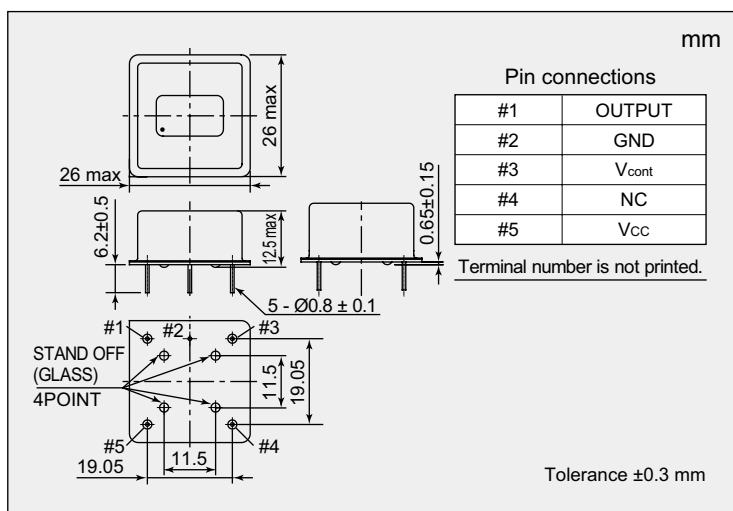 mm
Pin connections
#1 OUTPUT
#2 GND
#3 Vcont
#4 NC
#5 VCC
Terminal number is not printed.
26 max
26 max
6.2±0.5
12.5 max
0.65±0.15
5 - Ø0.8 ± 0.1
#1
#2
#3
STAND OFF
(GLASS)
4POINT
11.5
19.05
#5
#4
19.05
11.5
Tolerance ±0.3 mm